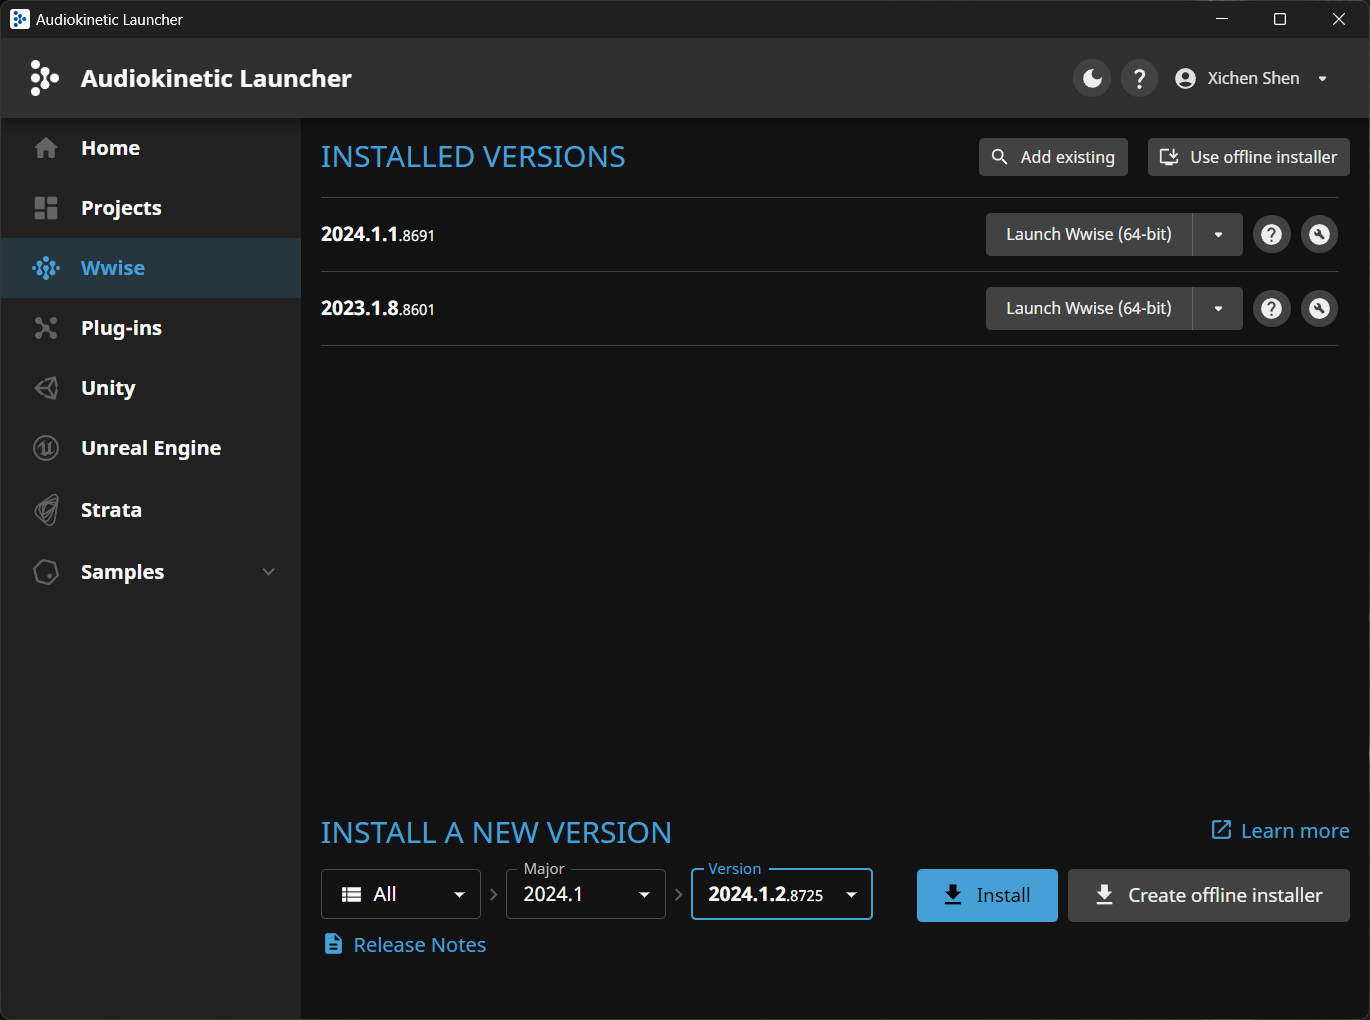 Audiokinetic Launcher
Audiokinetic Launcher
Xichen Shen
Home
Projects
Wwise
Plug-ins
Unity
Unreal Engine
Strata
Samples
INSTALLED VERSIONS
Add existing
Use offline installer
2024.1.1.8691
Launch Wwise (64-bit)
2023.1.8.8601
Launch Wwise (64-bit)
INSTALL A NEW VERSION
Learn more
All
Major
2024.1
Version
2024.1.2.8725
Install
Create offline installer
Release Notes